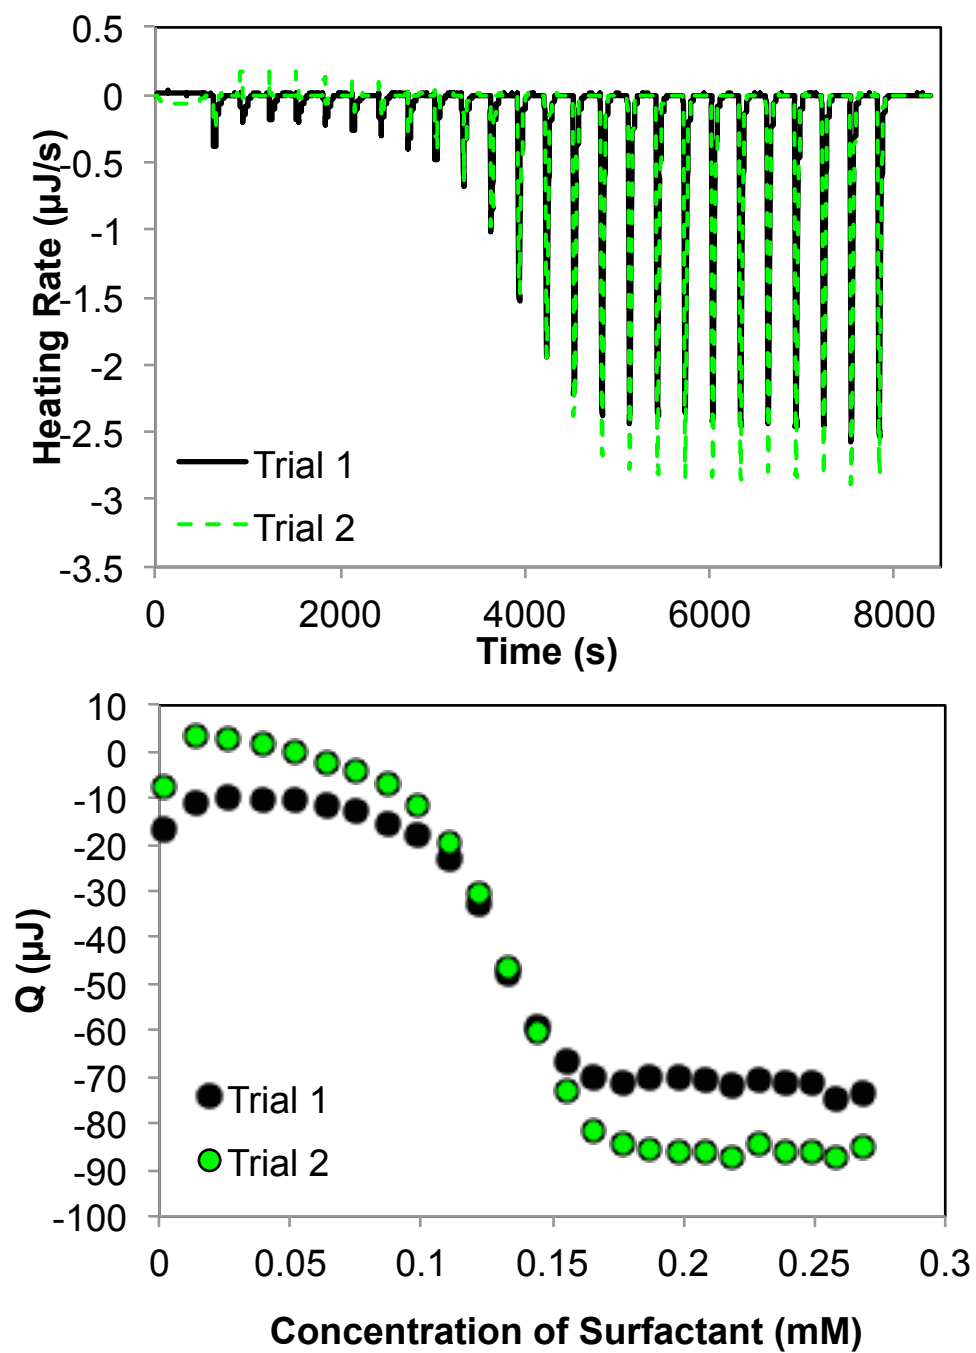 0.5
0
-0.5
-1
-1.5
-2
-2.5
-3
-3.5
Heating Rate (µJ/s)
Trial 1
Trial 2
0 2000 4000 6000 8000
Time (s)
10
0
-10
-20
-30
-40
-50
-60
-70
-80
-90
-100
Q (µJ)
Trial 1
Trial 2
0 0.05 0.1 0.15 0.2 0.25 0.3
Concentration of Surfactant (mM)